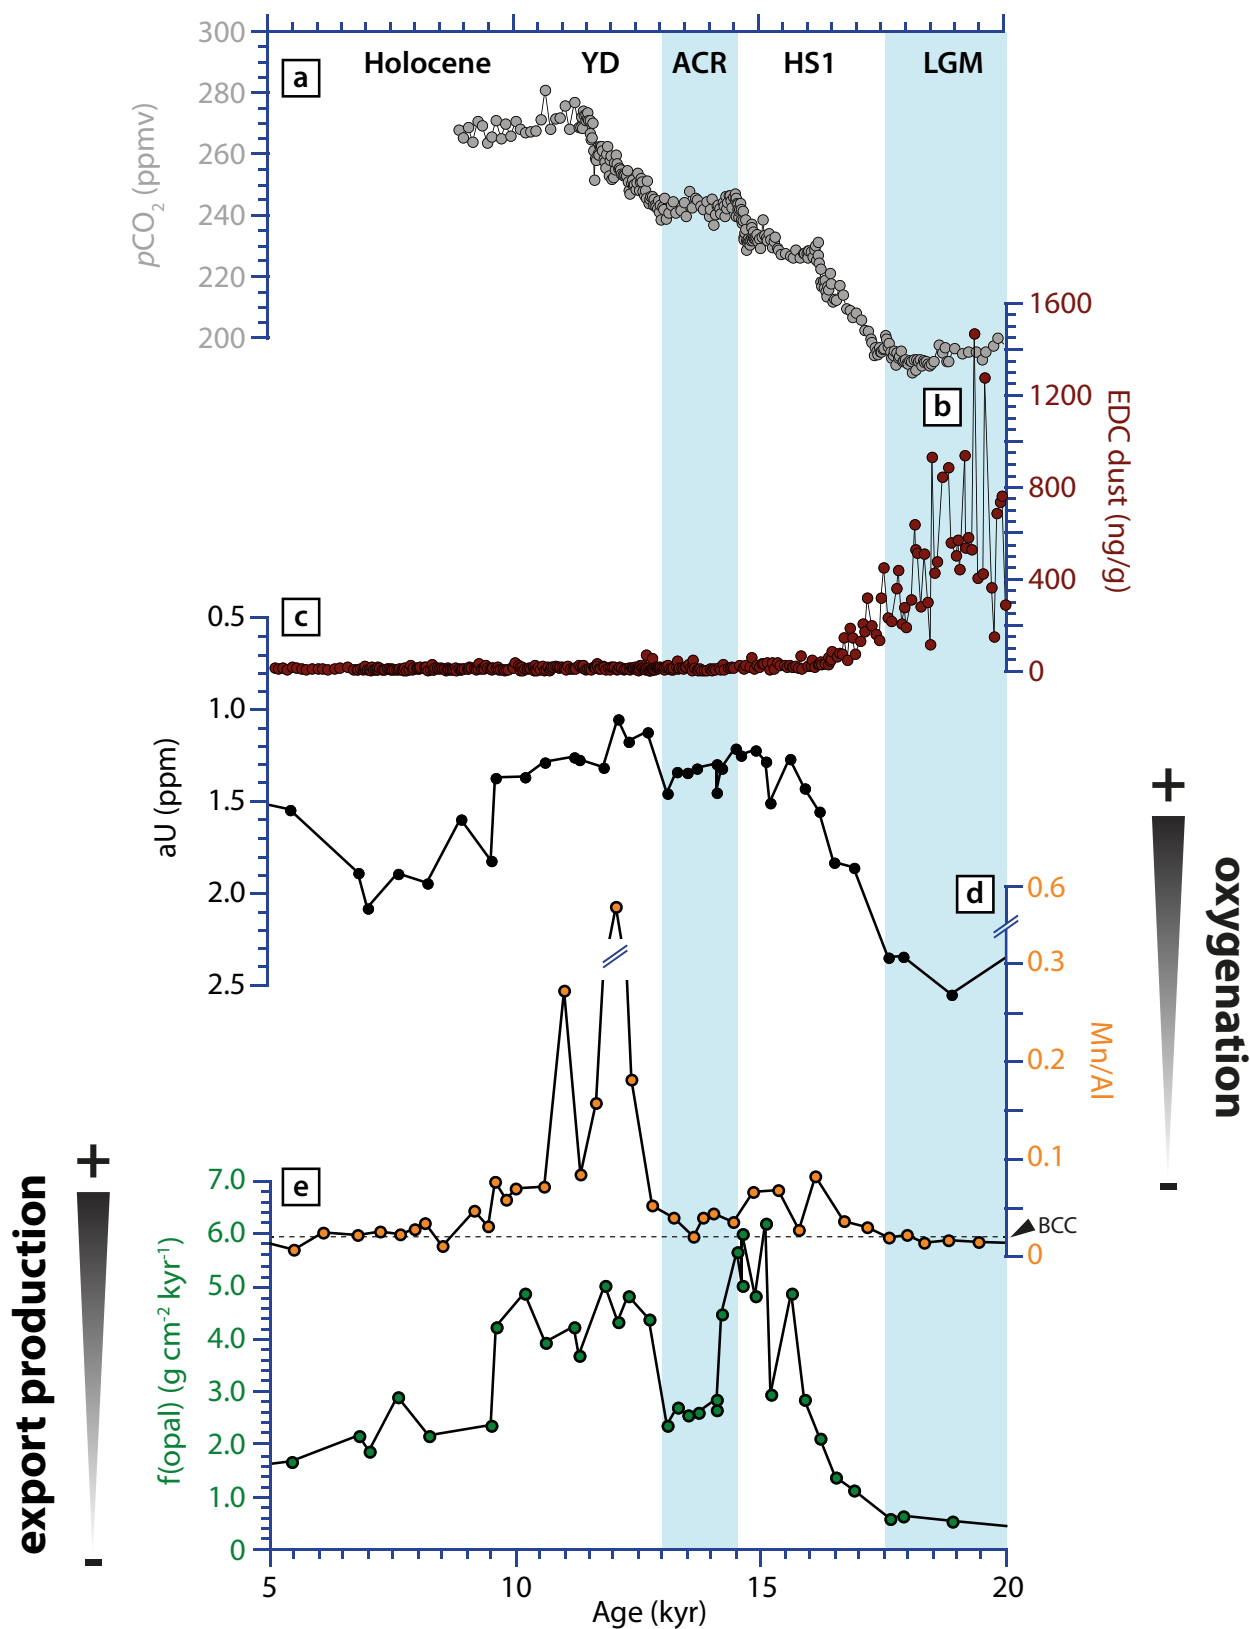 Holocene YD ACR HS1 LGM
a
300
280
260
240
220
200
pCO2 (ppmv)
b
1600
1200
800
400
0
EDC dust (ng/g)
c
0.5
1.0
1.5
2.0
2.5
aU (ppm)
+
oxygenation
-
d
0.6
0.3
0.2
0.1
0
Mn/Al
BCC
+
export production
-
e
7.0
6.0
5.0
4.0
3.0
2.0
1.0
0
f(opal) (g cm-2 kyr-1)
5 10 15 20
Age (kyr)